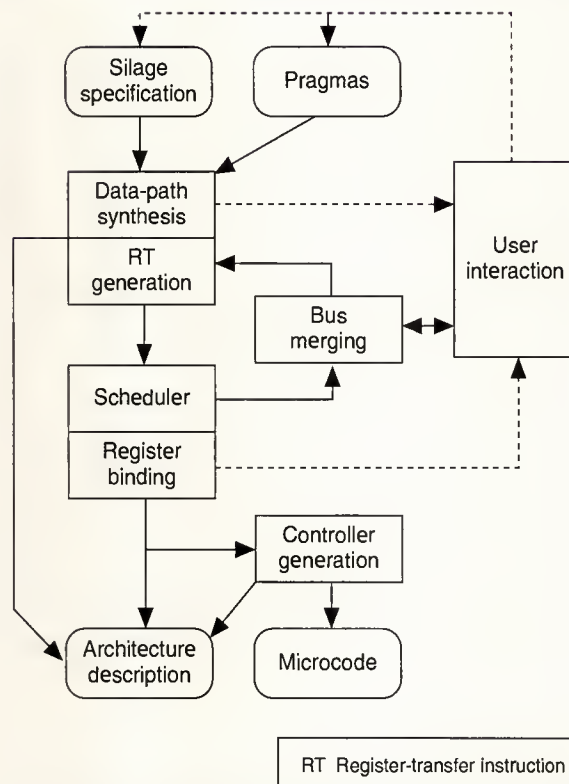 Silage
specification
Pragmas
Data-path
synthesis
RT
generation
User
interaction
Bus
merging
Scheduler
Register
binding
Controller
generation
Architecture
description
Microcode
RT Register-transfer instruction